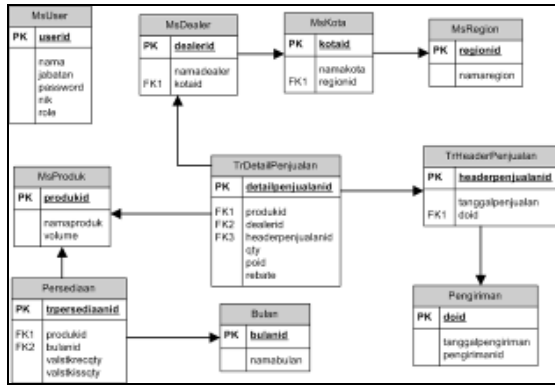 MsUser
PK userid
nama
jabatan
password
nik
role
MsDealer
PK dealerid
namadealer
FK1 kotaid
MsKota
PK kotaid
namakota
FK1 regionid
MsRegion
PK regionid
namaregion
MsProduk
PK produkid
namaproduk
volume
TrDetailPenjualan
PK detailpenjualanid
FK1 produkid
FK2 dealerid
FK3 headerpenjualanid
qty
poid
rebate
TrHeaderPenjualan
PK headerpenjualanid
tanggalpenjualan
FK1 doid
Persediaan
PK trpersediaanid
FK1 produkid
FK2 bulanid
valstkrecqty
valstkissqty
Bulan
PK bulanid
namabulan
Pengiriman
PK doid
tanggalpengiriman
pengirimanid